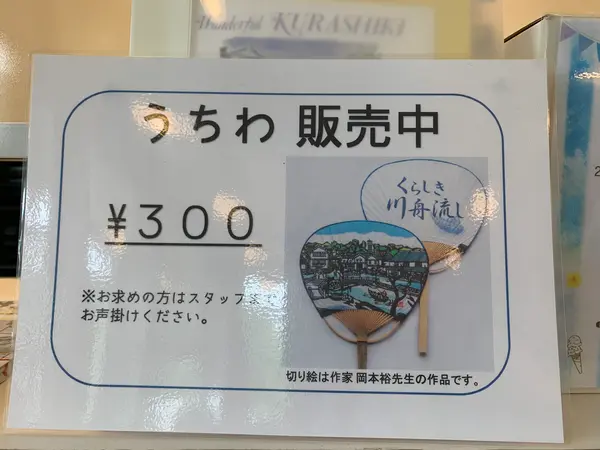 Wonderful KURASHIKI
うちわ 販売中
¥300
※お求めの方はスタッフまで
お声掛けください。
くらしき
川舟流し
切り絵は作家 岡本裕先生の作品です。
2